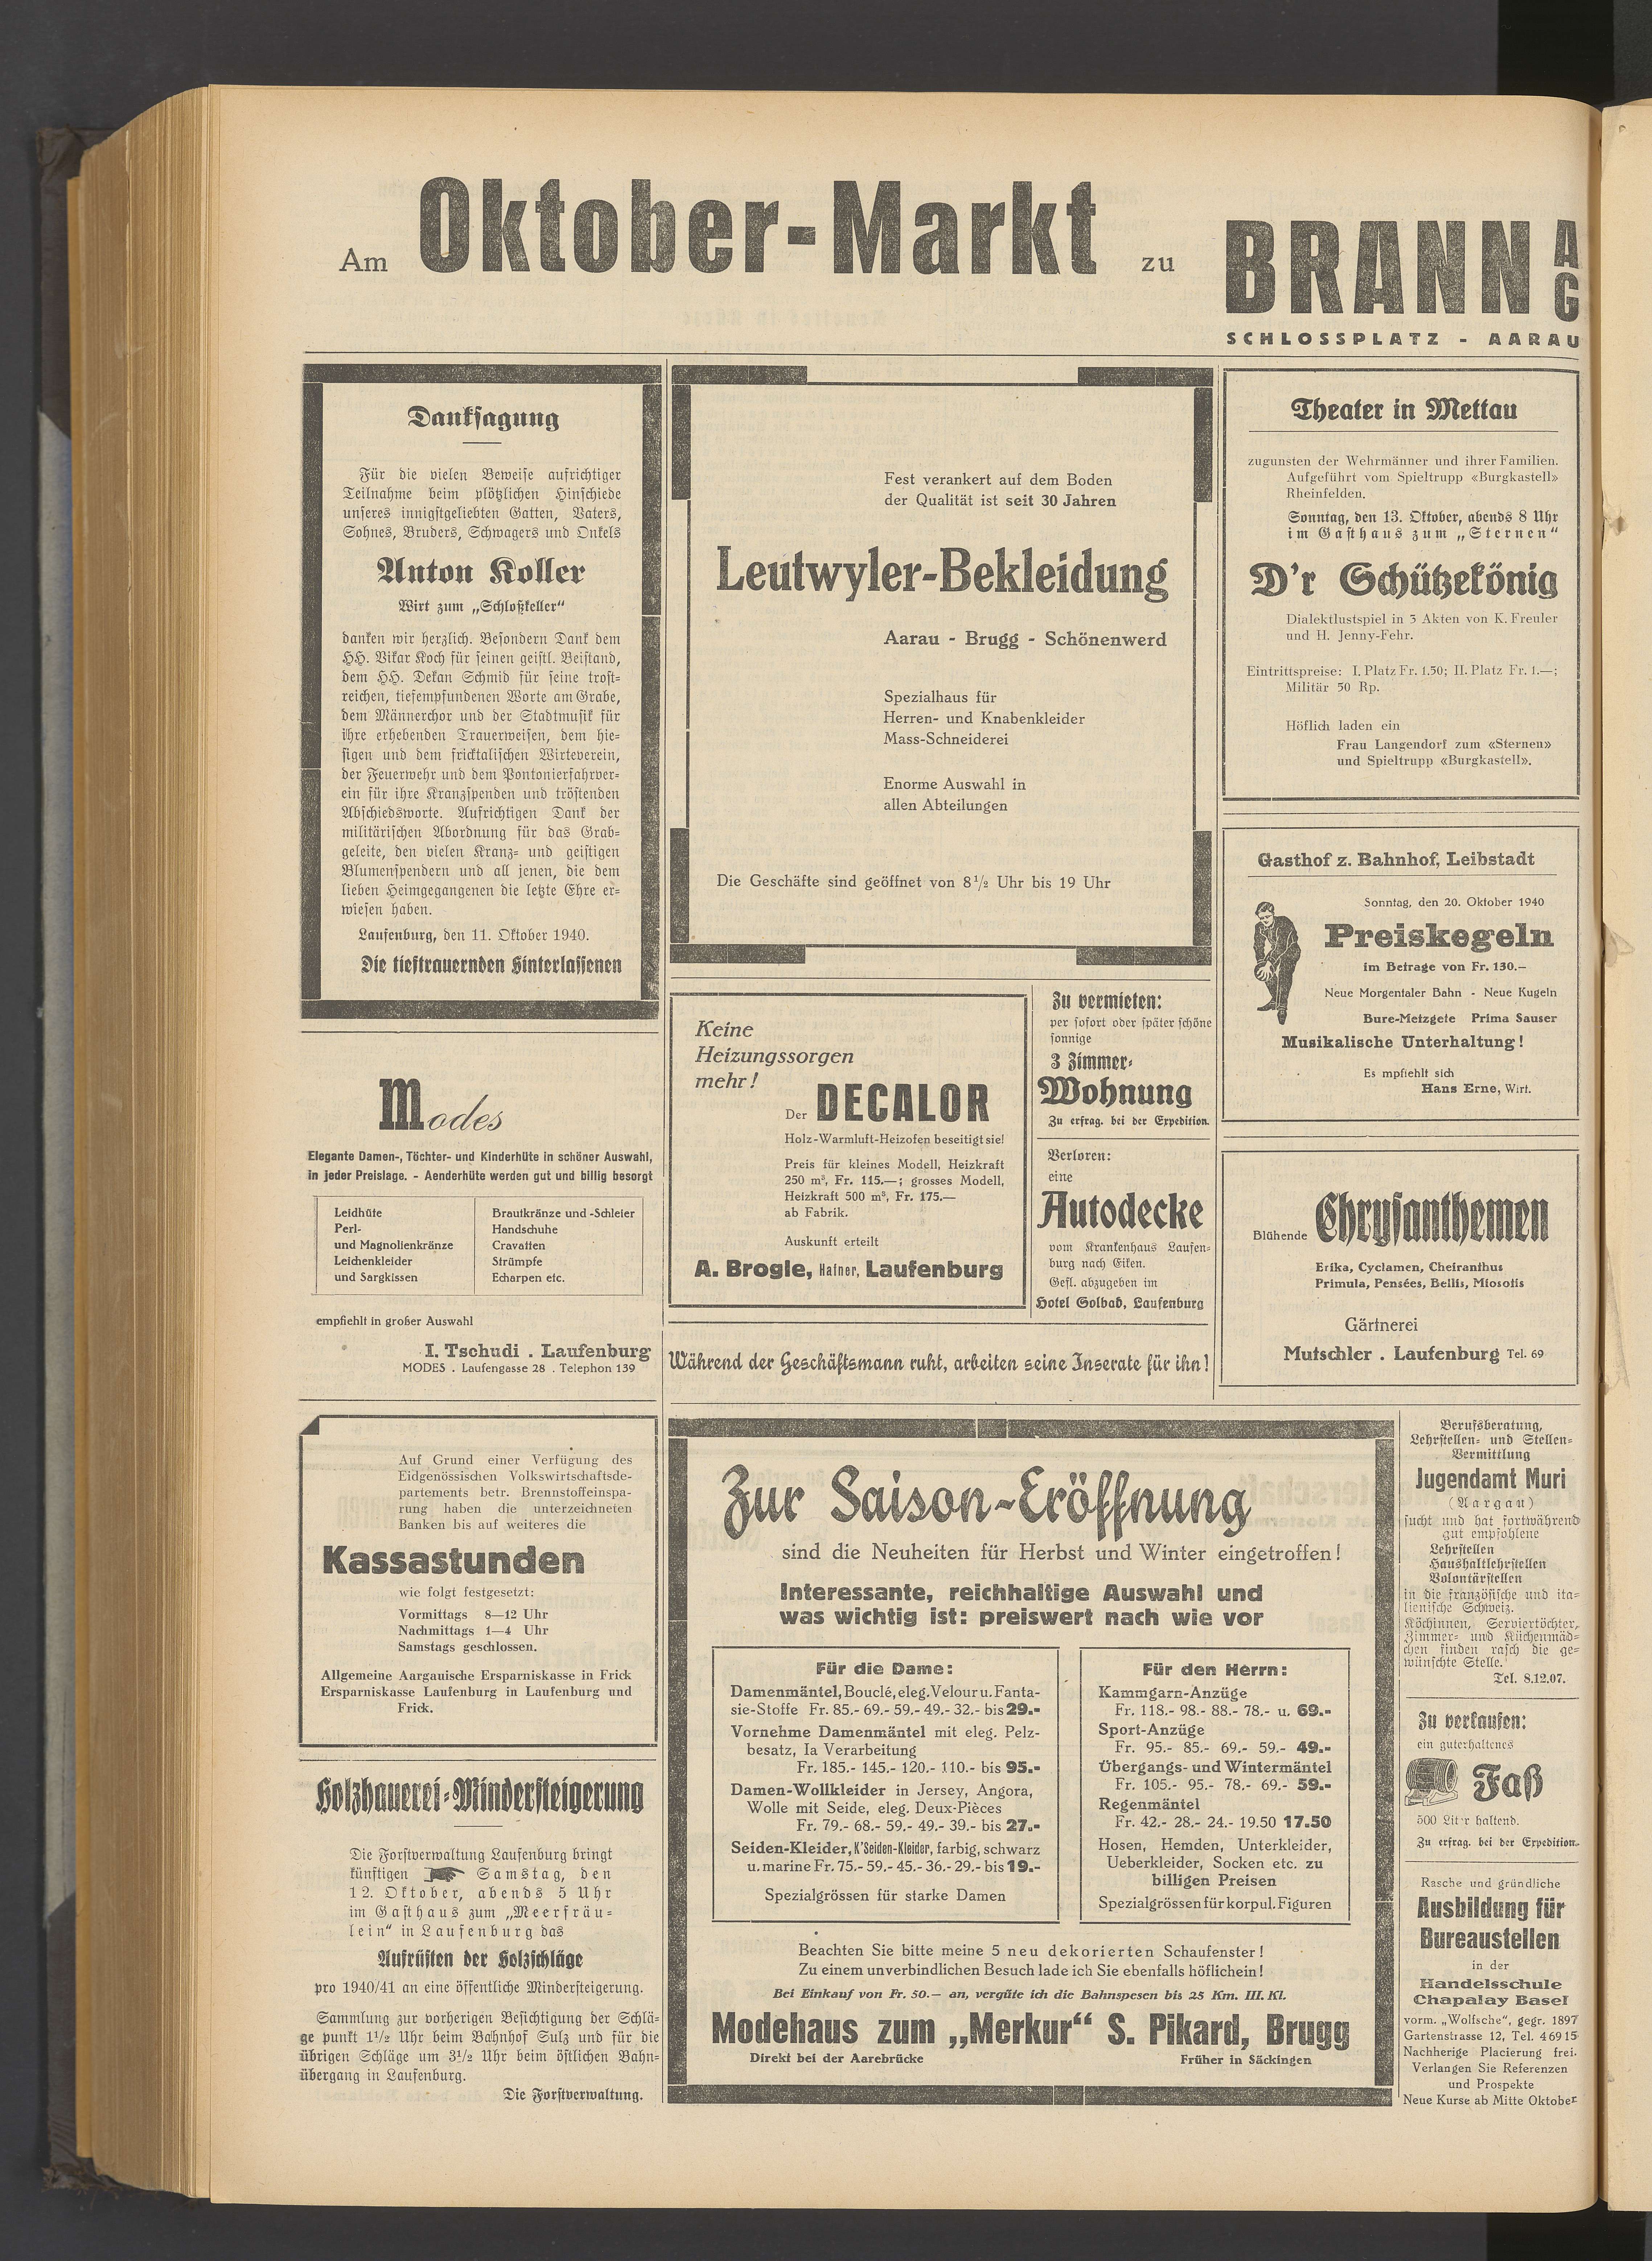 Am Oktober-Markt zu BRANN AG
SCHLOSSPLATZ - AARAU
Danksagung
Für die vielen Beweise aufrichtiger
Teilnahme beim plötzlichen Hinschiede
unseres innigstgeliebten Gatten, Vaters,
Sohnes, Bruders, Schwagers und Onkels
Anton Koller
Wirt zum „Schloßkeller“
danken wir herzlich. Besondern Dank dem
HH. Vikar Koch für seinen geistl. Beistand,
dem HH. Dekan Schmid für seine trost-
reichen, tiefempfundenen Worte am Grabe,
dem Männerchor und der Stadtmusik für
ihre erhebenden Trauerweisen, dem hie-
sigen und dem fricktalischen Wirteverein,
der Feuerwehr und dem Pontonierfahrver-
ein für ihre Kranzspenden und tröstenden
Abschiedsworte. Aufrichtigen Dank der
militärischen Abordnung für das Grab-
geleite, den vielen Kranz- und geistigen
Blumenspendern und all jenen, die dem
lieben Heimgegangenen die letzte Ehre er-
wiesen haben.
Laufenburg, den 11. Oktober 1940.
Die tieftrauernden Hinterlassenen
Modes
Elegante Damen-, Töchter- und Kinderhüte in schöner Auswahl,
in jeder Preislage. - Aenderhüte werden gut und billig besorgt
Leidhüte
Perl-
und Magnolienkränze
Leichenkleider
und Sargkissen
Brautkränze und -Schleier
Handschuhe
Cravatten
Strümpfe
Echarpen etc.
empfiehlt in großer Auswahl
I. Tschudi . Laufenburg
MODES . Laufengasse 28 . Telephon 139
Auf Grund einer Verfügung des
Eidgenössischen Volkswirtschaftsde-
partements betr. Brennstoffeinspa-
rung haben die unterzeichneten
Banken bis auf weiteres die
Kassastunden
wie folgt festgesetzt:
Vormittags 8—12 Uhr
Nachmittags 1—4 Uhr
Samstags geschlossen.
Allgemeine Aargauische Ersparniskasse in Frick
Ersparniskasse Laufenburg in Laufenburg und
Frick.
Holzhauerei-Mindersteigerung
Die Forstverwaltung Laufenburg bringt
künftigen Samstag, den
12. Oktober, abends 5 Uhr
im Gasthaus zum „Meerfräu-
lein“ in Laufenburg das
Aufrüsten der Holzschläge
pro 1940/41 an eine öffentliche Mindersteigerung.
Sammlung zur vorherigen Besichtigung der Schlä-
ge punkt 1½ Uhr beim Bahnhof Sulz und für die
übrigen Schläge um 3½ Uhr beim östlichen Bahn-
übergang in Laufenburg.
Die Forstverwaltung.
Fest verankert auf dem Boden
der Qualität ist seit 30 Jahren
Leutwyler-Bekleidung
Aarau - Brugg - Schönenwerd
Spezialhaus für
Herren- und Knabenkleider
Mass-Schneiderei
Enorme Auswahl in
allen Abteilungen
Die Geschäfte sind geöffnet von 8½ Uhr bis 19 Uhr
Keine
Heizungssorgen
mehr!
Der DECALOR
Holz-Warmluft-Heizofen beseitigt sie!
Preis für kleines Modell, Heizkraft
250 m³, Fr. 115.—; grosses Modell,
Heizkraft 500 m³, Fr. 175.—
ab Fabrik.
Auskunft erteilt
A. Brogle, Hafner, Laufenburg
Zu vermieten:
per sofort oder später schöne
sonnige
3 Zimmer-
Wohnung
Zu erfrag. bei der Expedition.
Verloren:
eine
Autodecke
vom Krankenhaus Laufen-
burg nach Eiken.
Gefl. abzugeben im
Hotel Solbad, Laufenburg
Während der Geschäftsmann ruht, arbeiten seine Inserate für ihn!
Theater in Mettau
zugunsten der Wehrmänner und ihrer Familien.
Aufgeführt vom Spieltrupp «Burgkastell»
Rheinfelden.
Sonntag, den 13. Oktober, abends 8 Uhr
im Gasthaus zum „Sternen“
D'r Schützekönig
Dialektlustspiel in 3 Akten von K. Freuler
und H. Jenny-Fehr.
Eintrittspreise: I. Platz Fr. 1.50; II. Platz Fr. 1.—;
Militär 50 Rp.
Höflich laden ein
Frau Langendorf zum «Sternen»
und Spieltrupp «Burgkastell».
Gasthof z. Bahnhof, Leibstadt
Sonntag, den 20. Oktober 1940
Preiskegeln
im Betrage von Fr. 130.–
Neue Morgentaler Bahn - Neue Kugeln
Bure-Metzgete Prima Sauser
Musikalische Unterhaltung!
Es mpfiehlt sich
Hans Erne, Wirt.
Blühende Chrysanthemen
Erika, Cyclamen, Cheiranthus
Primula, Pensées, Bellis, Miosotis
Gärtnerei
Mutschler . Laufenburg Tel. 69
Zur Saison-Eröffnung
sind die Neuheiten für Herbst und Winter eingetroffen!
Interessante, reichhaltige Auswahl und
was wichtig ist: preiswert nach wie vor
Für die Dame:
Damenmäntel, Bouclé, eleg. Velour u. Fanta-
sie-Stoffe Fr. 85.- 69.- 59.- 49.- 32.- bis 29.-
Vornehme Damenmäntel mit eleg. Pelz-
besatz, Ia Verarbeitung
Fr. 185.- 145.- 120.- 110.- bis 95.-
Damen-Wollkleider in Jersey, Angora,
Wolle mit Seide, eleg. Deux-Pièces
Fr. 79.- 68.- 59.- 49.- 39.- bis 27.-
Seiden-Kleider, K'Seiden-Kleider, farbig, schwarz
u. marine Fr. 75.- 59.- 45.- 36.- 29.- bis 19.-
Spezialgrössen für starke Damen
Für den Herrn:
Kammgarn-Anzüge
Fr. 118.- 98.- 88.- 78.- u. 69.-
Sport-Anzüge
Fr. 95.- 85.- 69.- 59.- 49.-
Übergangs- und Wintermäntel
Fr. 105.- 95.- 78.- 69.- 59.-
Regenmäntel
Fr. 42.- 28.- 24.- 19.50 17.50
Hosen, Hemden, Unterkleider,
Ueberkleider, Socken etc. zu
billigen Preisen
Spezialgrössen für korpul. Figuren
Beachten Sie bitte meine 5 neu dekorierten Schaufenster!
Zu einem unverbindlichen Besuch lade ich Sie ebenfalls höflichein!
Bei Einkauf von Fr. 50.— an, vergüte ich die Bahnspesen bis 25 Km. III. Kl.
Modehaus zum „Merkur“ S. Pikard, Brugg
Direkt bei der Aarebrücke
Früher in Säckingen
Berufsberatung,
Lehrstellen- und Stellen-
Vermittlung
Jugendamt Muri
(Aargau)
sucht und hat fortwährend
gut empfohlene
Lehrstellen
Haushaltlehrstellen
Volontärstellen
in die französische und ita-
lienische Schweiz.
Köchinnen, Serviertöchter,
Zimmer- und Küchenmäd-
chen finden rasch die ge-
wünschte Stelle.
Tel. 8.12.07.
Zu verkaufen:
ein guterhaltenes
Faß
500 Lit r haltend.
Zu erfrag. bei der Expedition.
Rasche und gründliche
Ausbildung für
Bureaustellen
in der
Handelsschule
Chapalay Basel
vorm. „Wolfsche“, gegr. 1897
Gartenstrasse 12, Tel. 4 69 15
Nachherige Placierung frei.
Verlangen Sie Referenzen
und Prospekte
Neue Kurse ab Mitte Oktober